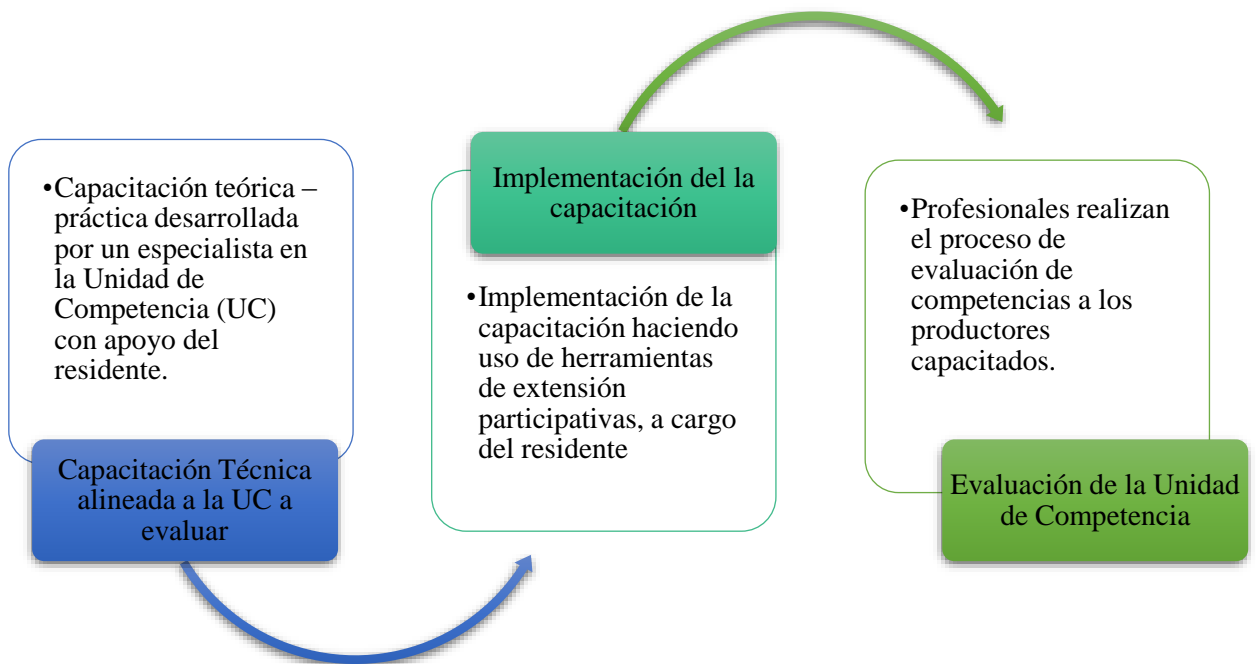 •Capacitación teórica –
práctica desarrollada
por un especialista en
la Unidad de
Competencia (UC)
con apoyo del
residente.
Capacitación Técnica
alineada a la UC a
evaluar
Implementación del la
capacitación
•Implementación de la
capacitación haciendo
uso de herramientas
de extensión
participativas, a cargo
del residente
•Profesionales realizan
el proceso de
evaluación de
competencias a los
productores
capacitados.
Evaluación de la Unidad
de Competencia